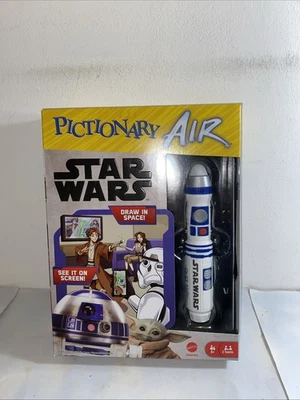 PICTIONARY AIR
STAR
WARS
DRAW IN
SPACE!
SEE IT ON
SCREEN!
STAR WARS